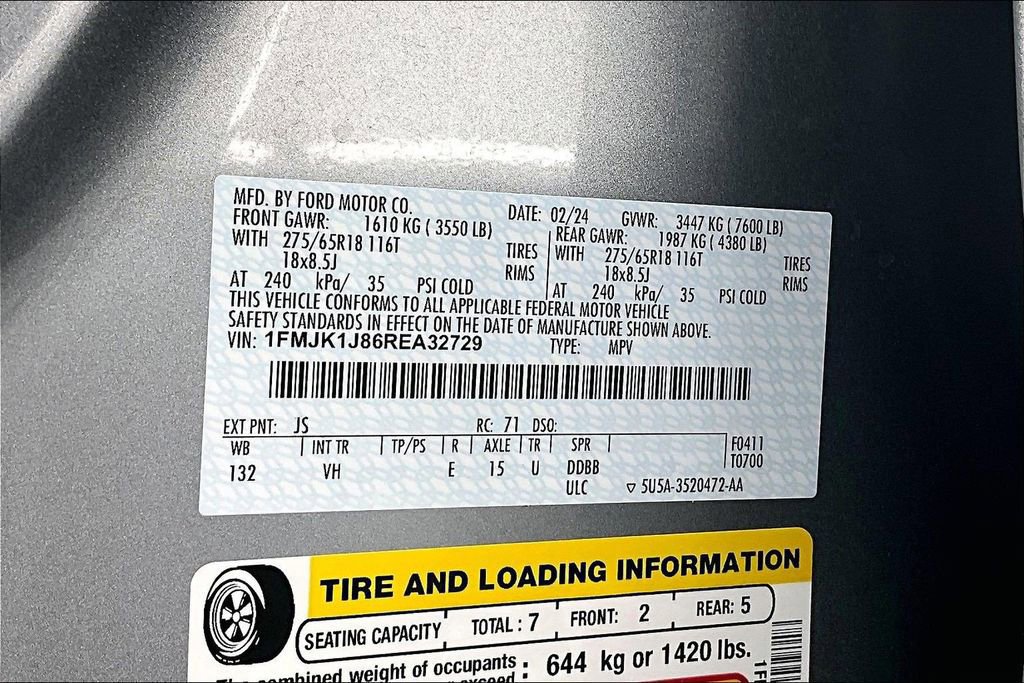 MFD. BY FORD MOTOR CO.
DATE: 02/24 GVWR: 3447 KG ( 7600 LB)
FRONT GAWR: 1610 KG ( 3550 LB)
WITH 275/65R18 116T TIRES
18x8.5J RIMS
AT 240 kPa/ 35 PSI COLD
REAR GAWR: 1987 KG ( 4380 LB)
WITH 275/65R18 116T TIRES
18x8.5J RIMS
AT 240 kPa/ 35 PSI COLD
THIS VEHICLE CONFORMS TO ALL APPLICABLE FEDERAL MOTOR VEHICLE
SAFETY STANDARDS IN EFFECT ON THE DATE OF MANUFACTURE SHOWN ABOVE.
VIN: 1FMJK1J86REA32729 TYPE: MPV
EXT PNT: JS RC: 71 DSO:
WB INT TR TP/PS R AXLE TR SPR F0411
132 VH E 15 U DDBB T0700
ULC ▽ 5U5A-3520472-AA
TIRE AND LOADING INFORMATION
SEATING CAPACITY TOTAL : 7 FRONT: 2 REAR: 5
combined weight of occupants : 644 kg or 1420 lbs.
exceed
1F